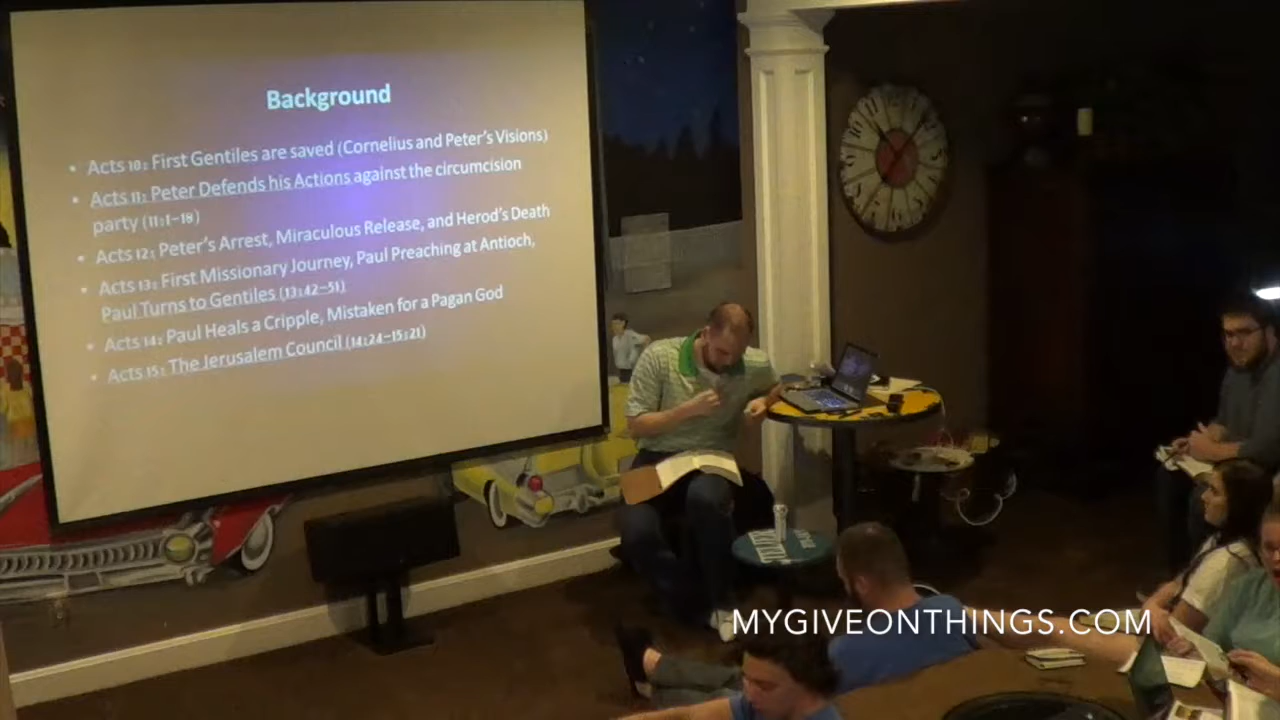 Background
• Acts 10: First Gentiles are saved (Cornelius and Peter's Visions)
• Acts 11: Peter Defends his Actions against the circumcision
party (11:1-18)
• Acts 12: Peter's Arrest, Miraculous Release, and Herod's Death
• Acts 13: First Missionary Journey, Paul Preaching at Antioch,
Paul Turns to Gentiles (13:42-51)
• Acts 14: Paul Heals a Cripple, Mistaken for a Pagan God
• Acts 15: The Jerusalem Council (14:24-15:21)
MYGIVEONTHINGS.COM